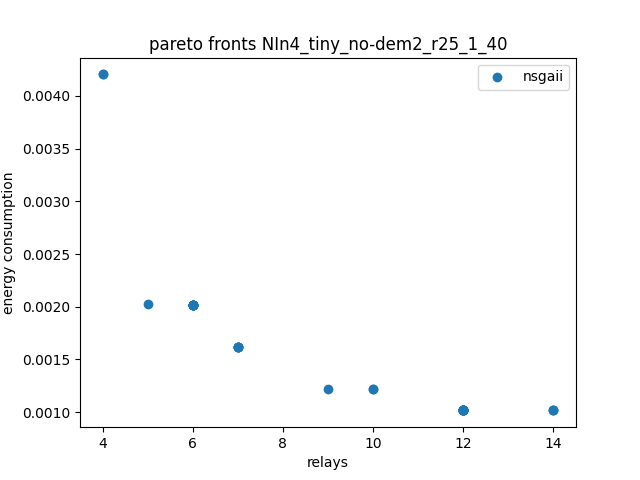 pareto fronts NIn4_tiny_no-dem2_r25_1_40
nsgaii
energy consumption
0.0040
0.0035
0.0030
0.0025
0.0020
0.0015
0.0010
4 6 8 10 12 14
relays